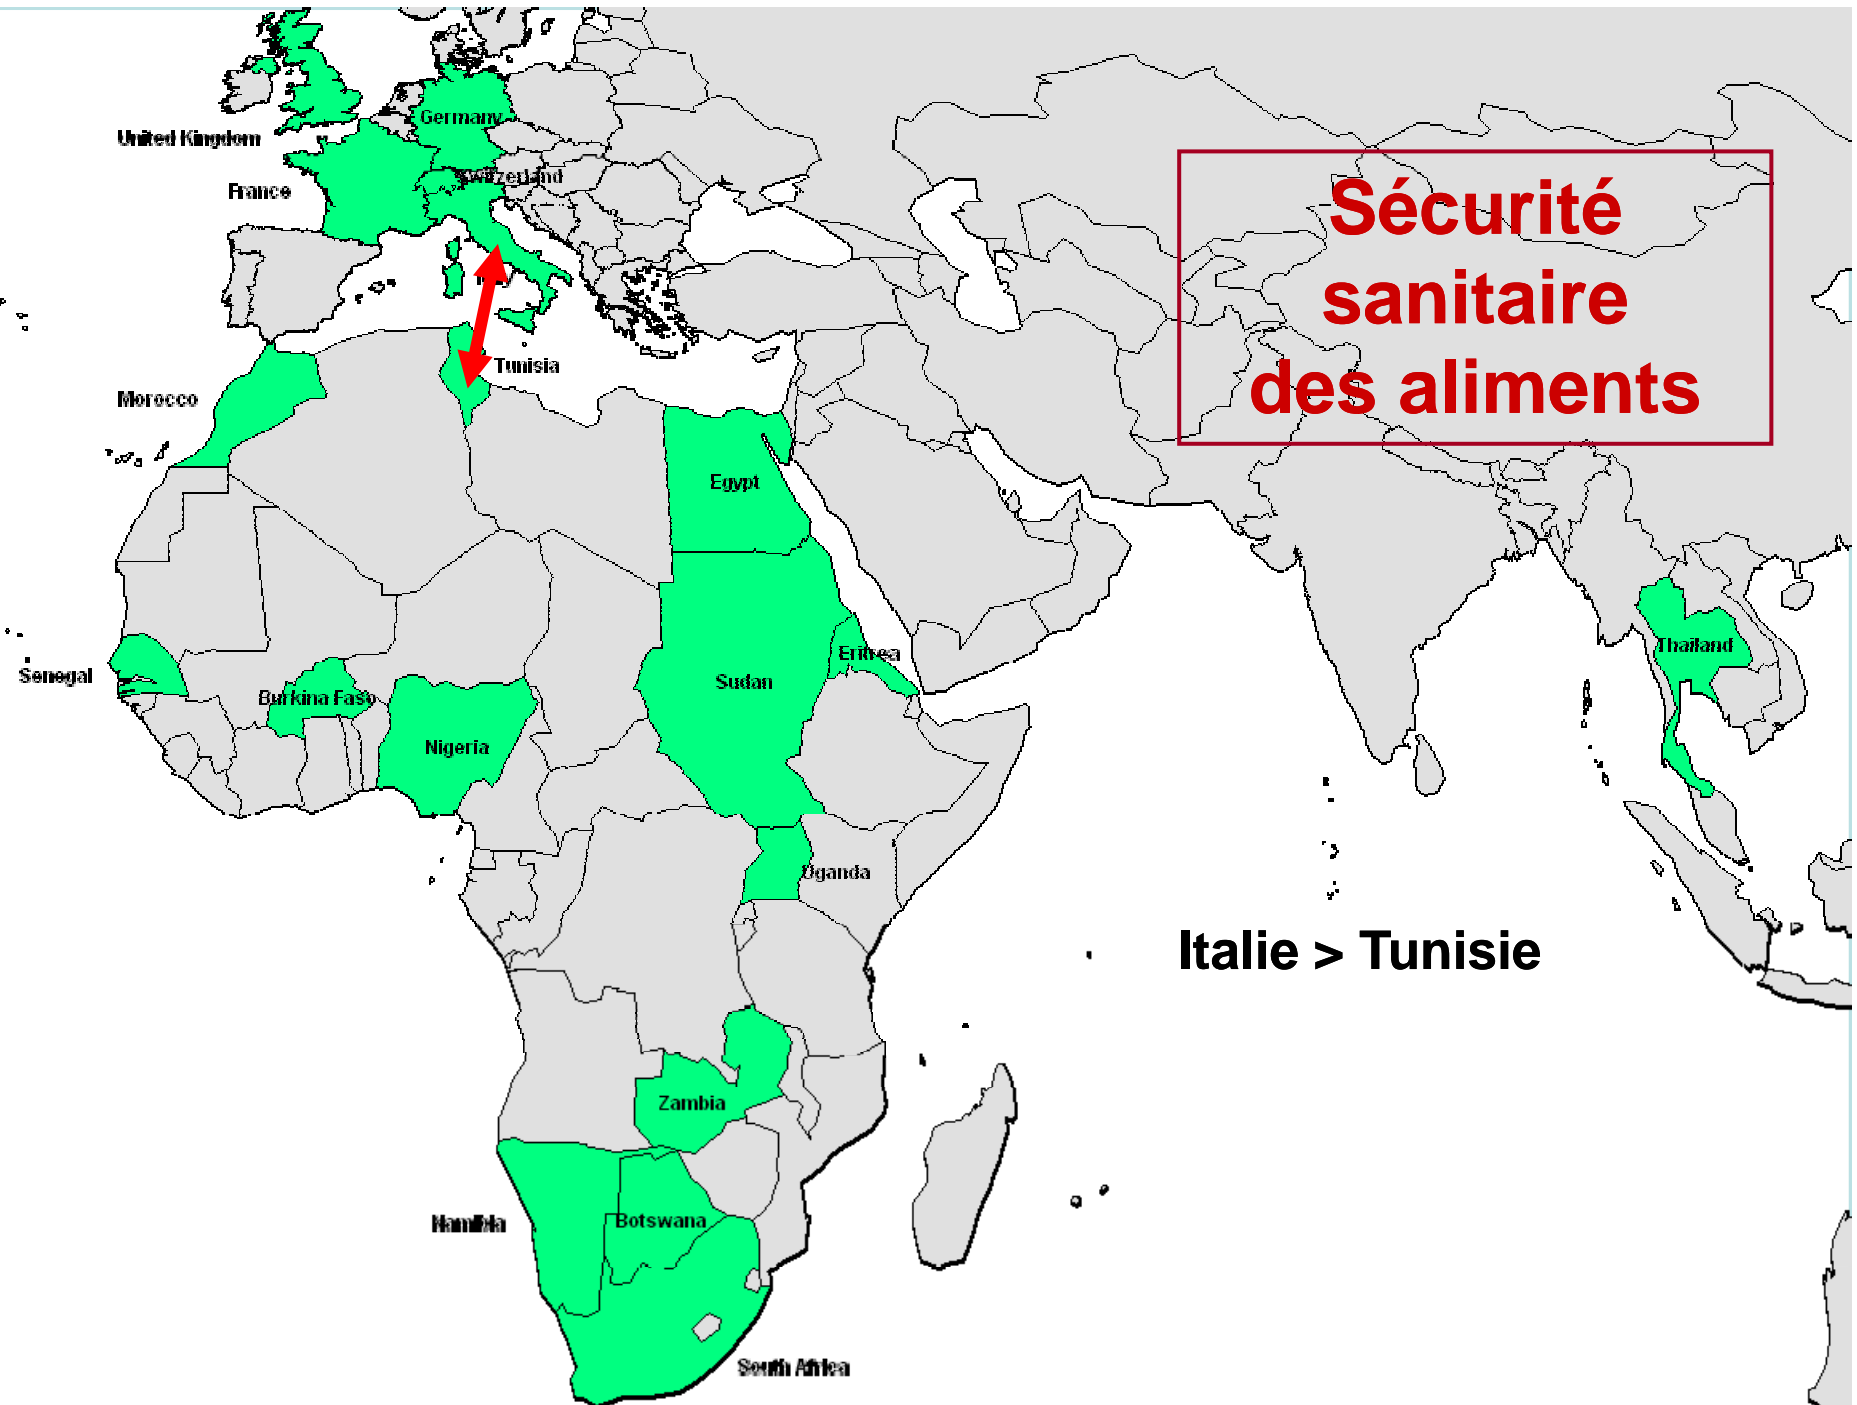 Germany
United Kingdom
Switzerland
France
Sécurité
sanitaire
des aliments
Tunisia
Morocco
Egypt
Eritrea
Thailand
Senegal
Sudan
Burkina Faso
Nigeria
Uganda
Italie > Tunisie
Zambia
Namibia
Botswana
South Africa